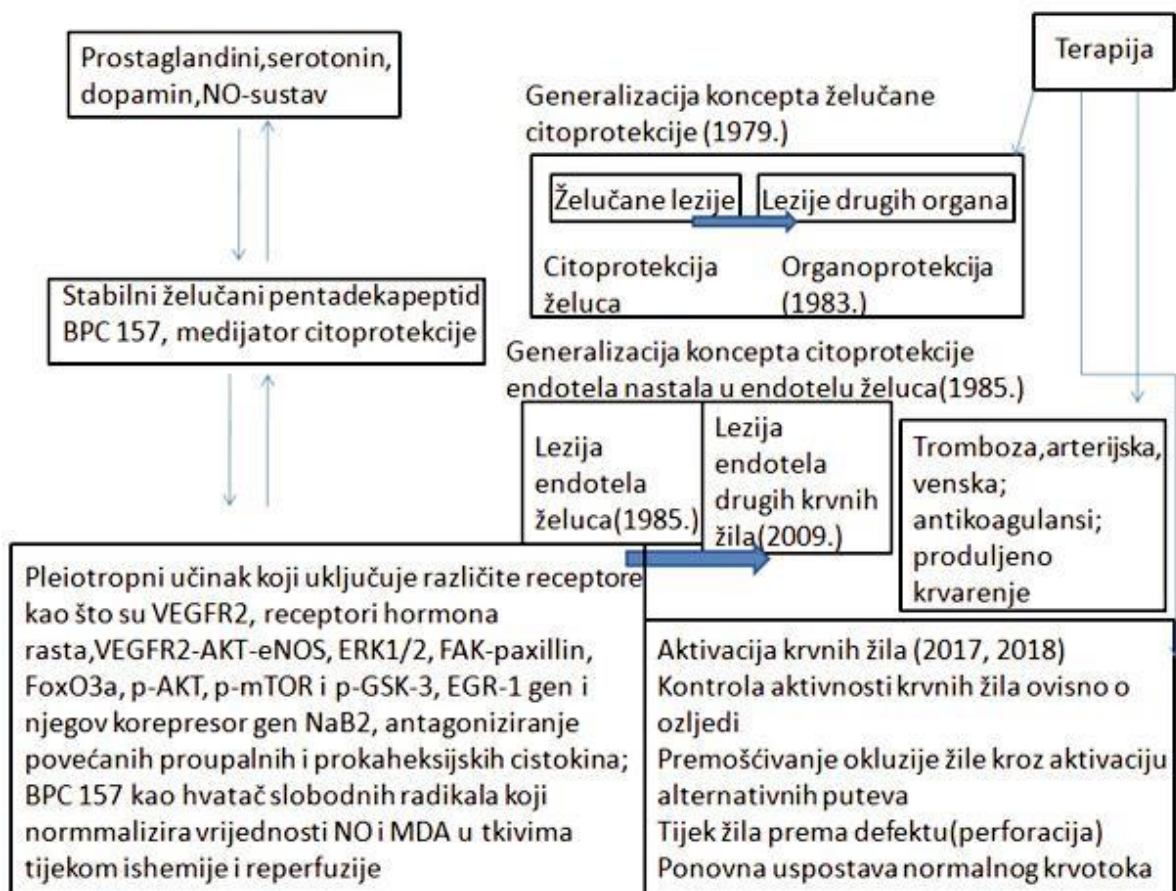 Prostaglandini,serotonin,
dopamin,NO-sustav
Stabilni želučani pentadekapeptid
BPC 157, medijator citoprotekcije
Pleiotropni učinak koji uključuje različite receptore
kao što su VEGFR2, receptori hormona
rasta,VEGFR2-AKT-eNOS, ERK1/2, FAK-paxillin,
FoxO3a, p-AKT, p-mTOR i p-GSK-3, EGR-1 gen i
njegov korepresor gen NaB2, antagoniziranje
povećanih proupalnih i prokaheksijskih cistokina;
BPC 157 kao hvatač slobodnih radikala koji
normmalizira vrijednosti NO i MDA u tkivima
tijekom ishemije i reperfuzije
Terapija
Generalizacija koncepta želučane
citoprotekcije (1979.)
Želučane lezije
Lezije drugih organa
Citoprotekcija
želuca
Organoprotekcija
(1983.)
Generalizacija koncepta citoprotekcije
endotela nastala u endotelu želuca(1985.)
Lezija
endotela
želuca(1985.)
Lezija
endotela
drugih krvnih
žila(2009.)
Tromboza,arterijska,
venska;
antikoagulansi;
produljeno
krvarenje
Aktivacija krvnih žila (2017, 2018)
Kontrola aktivnosti krvnih žila ovisno o
ozljedi
Premošćivanje okluzije žile kroz aktivaciju
alternativnih puteva
Tijek žila prema defektu(perforacija)
Ponovna uspostava normalnog krvotoka